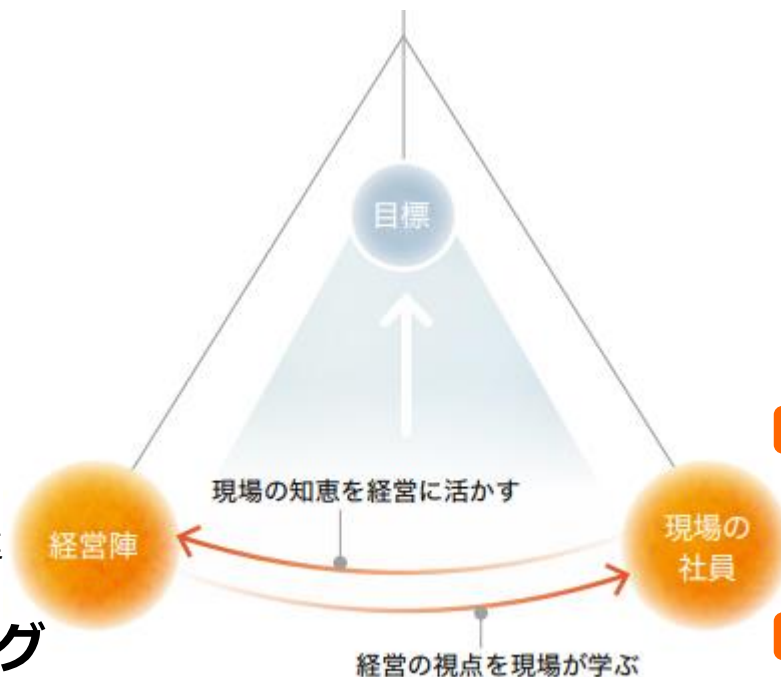 目標
現場の知恵を経営に活かす
経営陣
現場の
社員
グ
経営の視点を現場が学ぶ